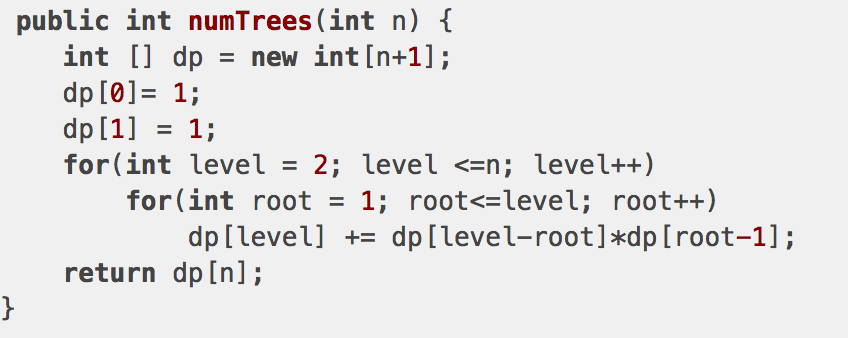 public int numTrees(int n) {
int [] dp = new int[n+1];
dp[0]= 1;
dp[1] = 1;
for(int level = 2; level <=n; level++)
for(int root = 1; root<=level; root++)
dp[level] += dp[level-root]*dp[root-1];
return dp[n];
}